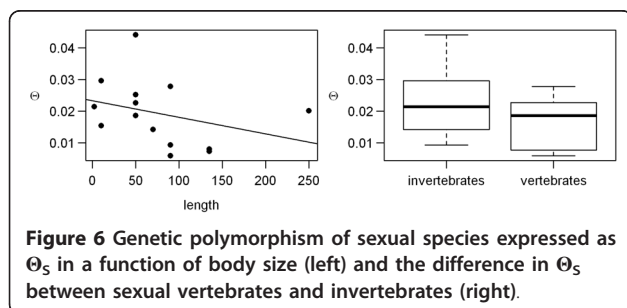 0.04
0.03
0.02
0.01
Θ
0 50 100 150 200 250
length
0.04
0.03
0.02
0.01
Θ
invertebrates vertebrates
Figure 6 Genetic polymorphism of sexual species expressed as
ΘS in a function of body size (left) and the difference in ΘS
between sexual vertebrates and invertebrates (right).